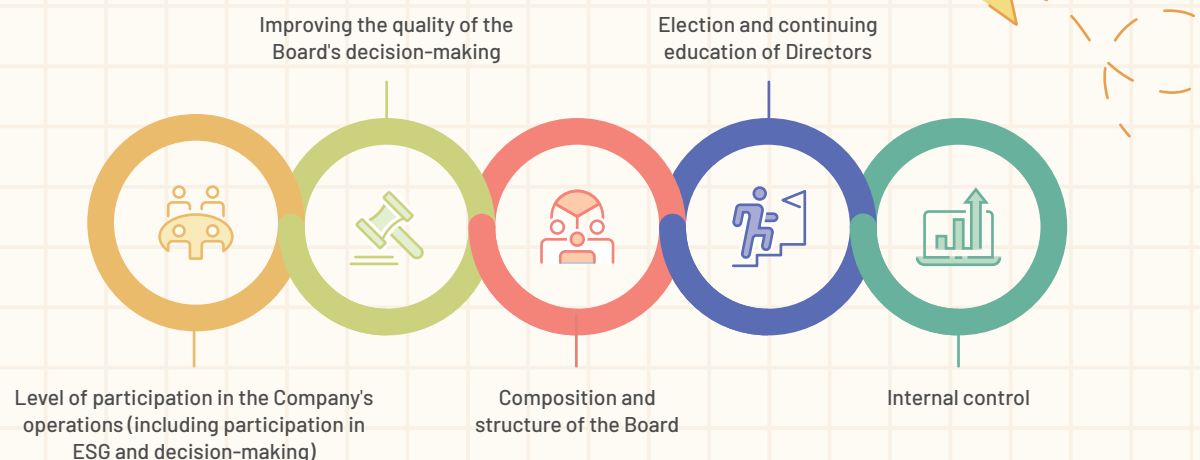 Improving the quality of the
Board's decision-making
Election and continuing
education of Directors
Level of participation in the Company's
operations (including participation in
ESG and decision-making)
Composition and
structure of the Board
Internal control